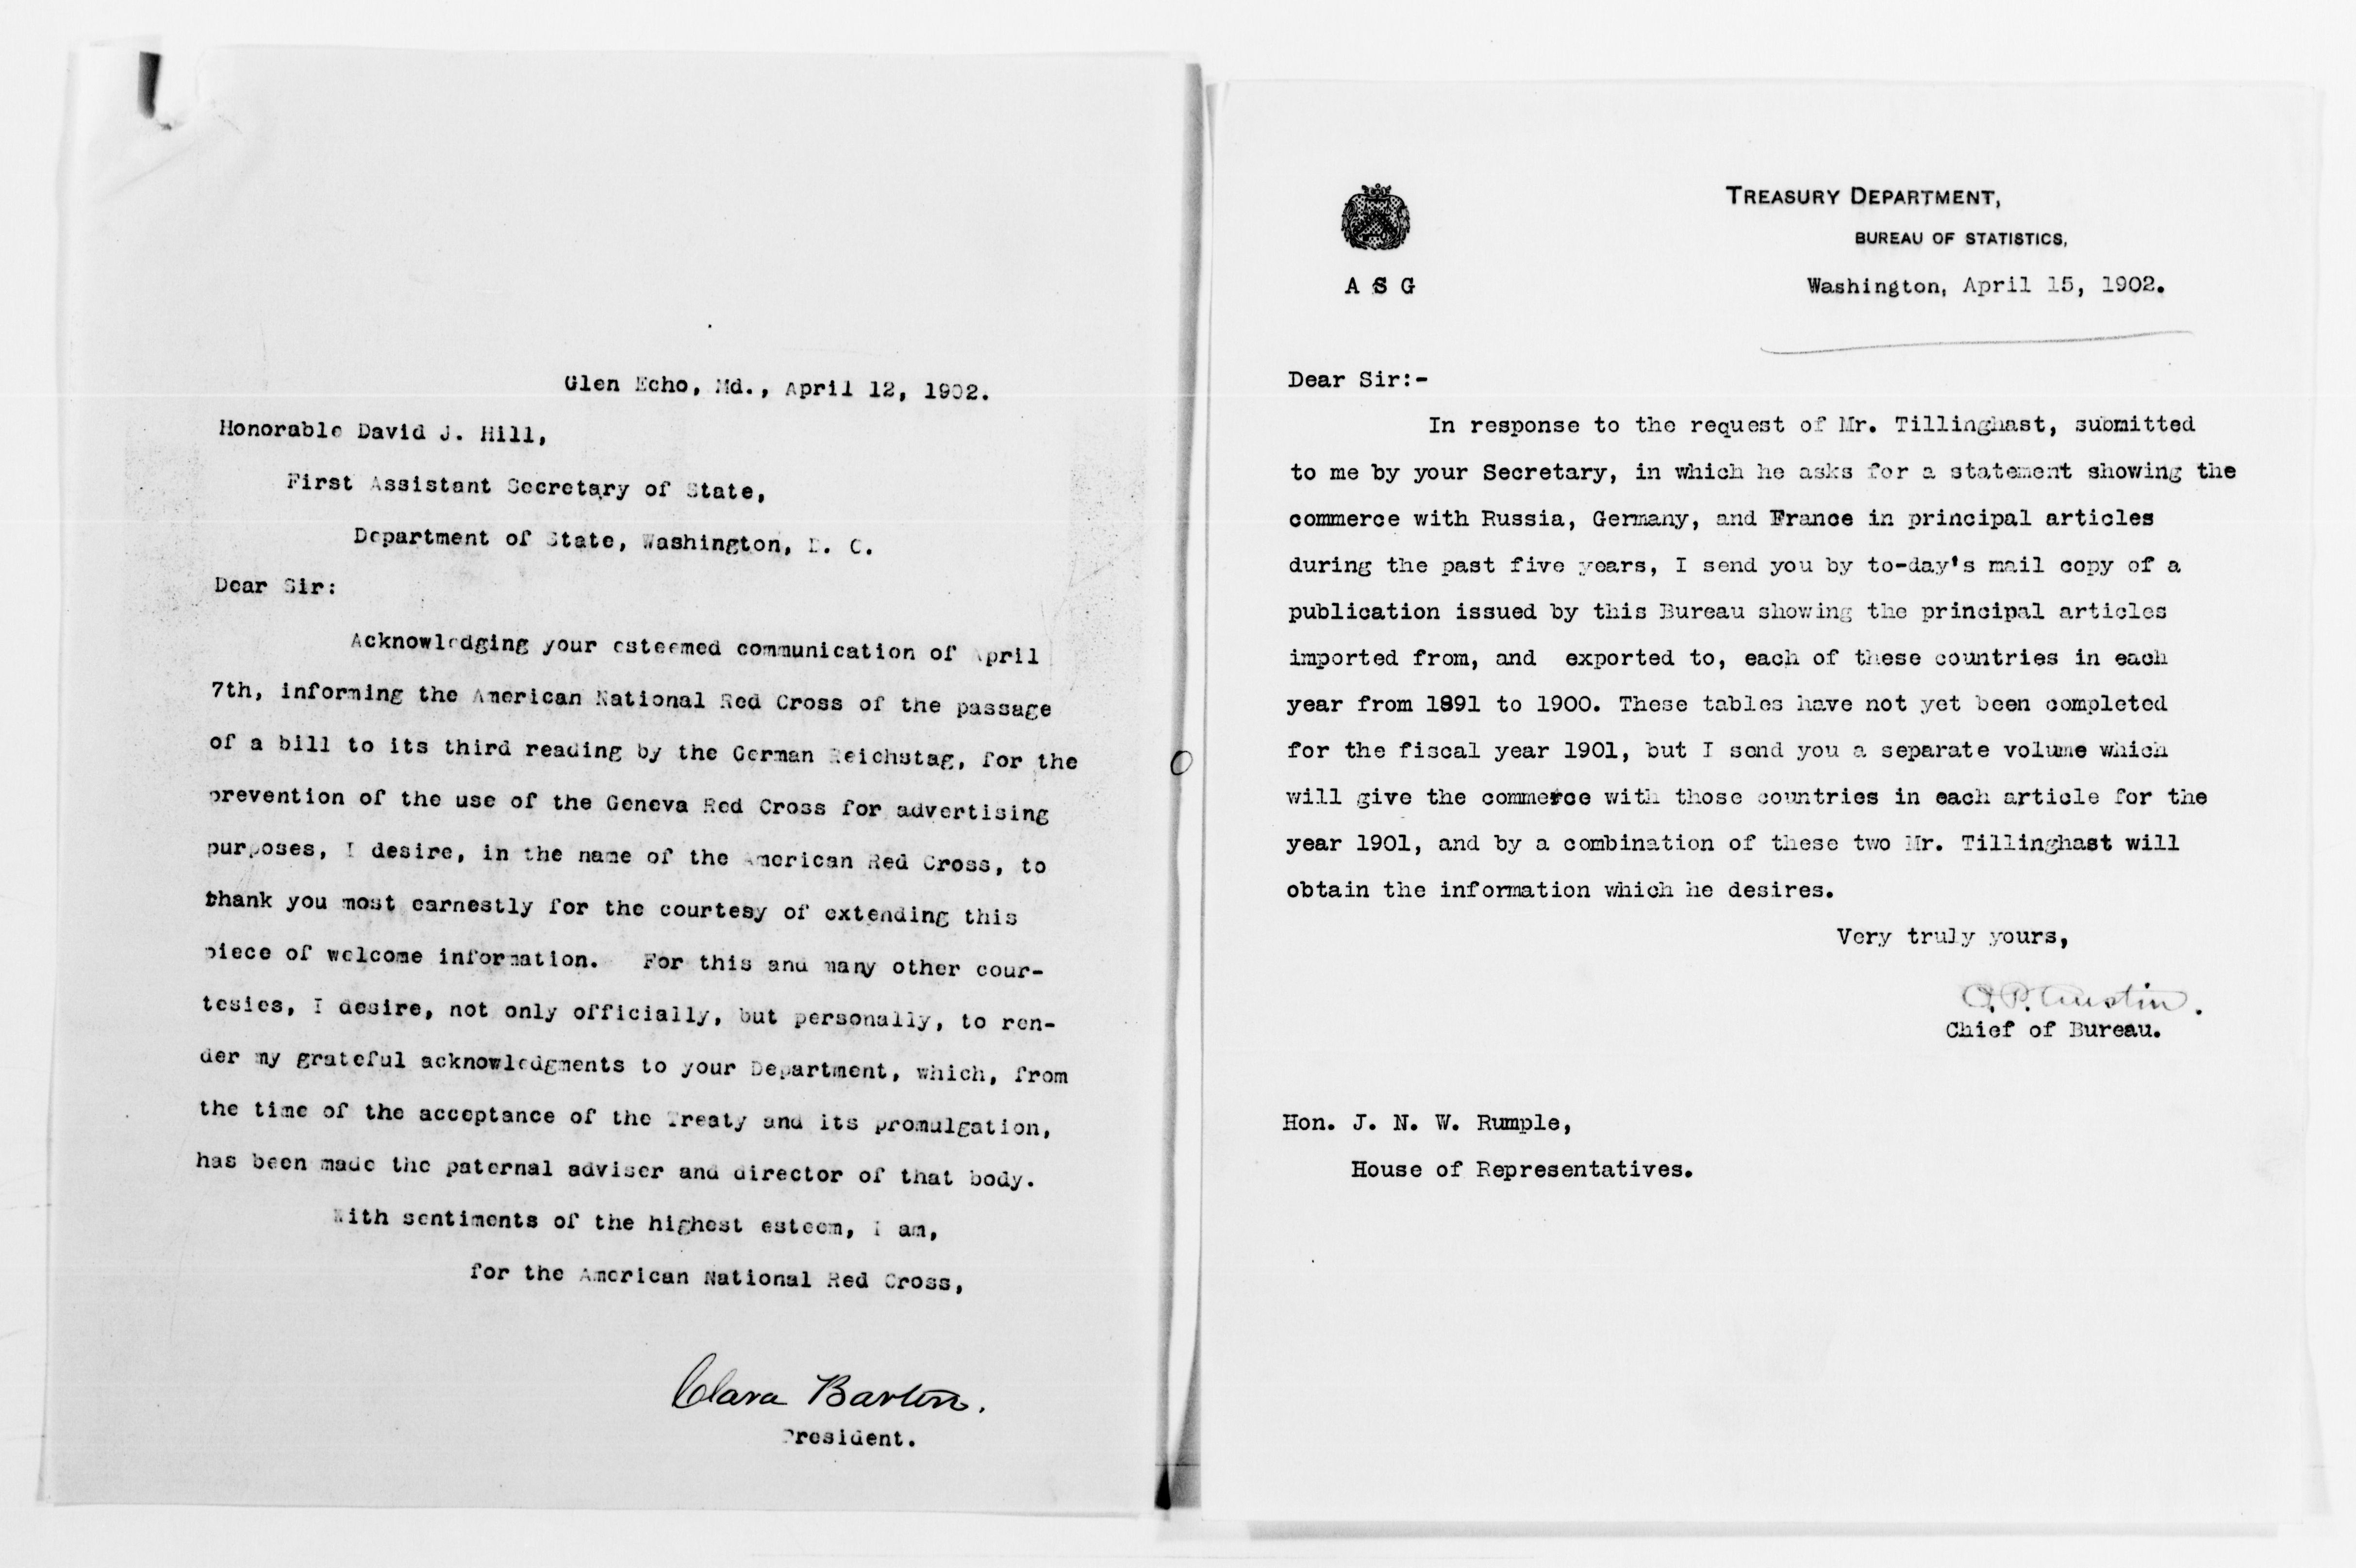 Glen Echo, Md., April 12, 1902.
Honorable David J. Hill,
First Assistant Secretary of State,
Department of State, Washington, D. C.
Dear Sir:
Acknowledging your esteemed communication of April
7th, informing the American National Red Cross of the passage
of a bill to its third reading by the German Reichstag, for the
prevention of the use of the Geneva Red Cross for advertising
purposes, I desire, in the name of the American Red Cross, to
thank you most earnestly for the courtesy of extending this
piece of welcome information. For this and many other cour-
tesies, I desire, not only officially, but personally, to ren-
der my grateful acknowledgments to your Department, which, from
the time of the acceptance of the Treaty and its promulgation,
has been made the paternal adviser and director of that body.
With sentiments of the highest esteem, I am,
for the American National Red Cross,
Clara Barton.
President.
TREASURY DEPARTMENT,
BUREAU OF STATISTICS,
A S G
Washington, April 15, 1902.
Dear Sir:-
In response to the request of Mr. Tillinghast, submitted
to me by your Secretary, in which he asks for a statement showing the
commerce with Russia, Germany, and France in principal articles
during the past five years, I send you by to-day's mail copy of a
publication issued by this Bureau showing the principal articles
imported from, and exported to, each of these countries in each
year from 1891 to 1900. These tables have not yet been completed
for the fiscal year 1901, but I send you a separate volume which
will give the commerce with those countries in each article for the
year 1901, and by a combination of these two Mr. Tillinghast will
obtain the information which he desires.
Very truly yours,
O. P. Austin.
Chief of Bureau.
Hon. J. N. W. Rumple,
House of Representatives.